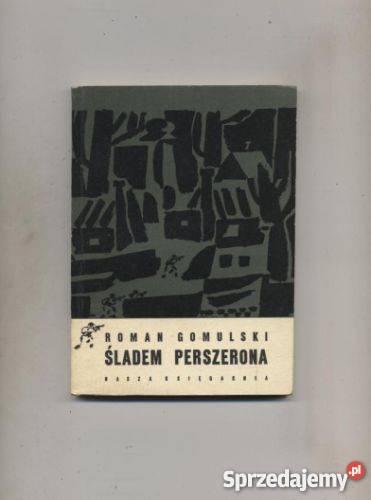 ROMAN GOMULSKI
ŚLADEM PERSZERONA
NASZA KSIĘGARNIA
Sprzedajemy.pl